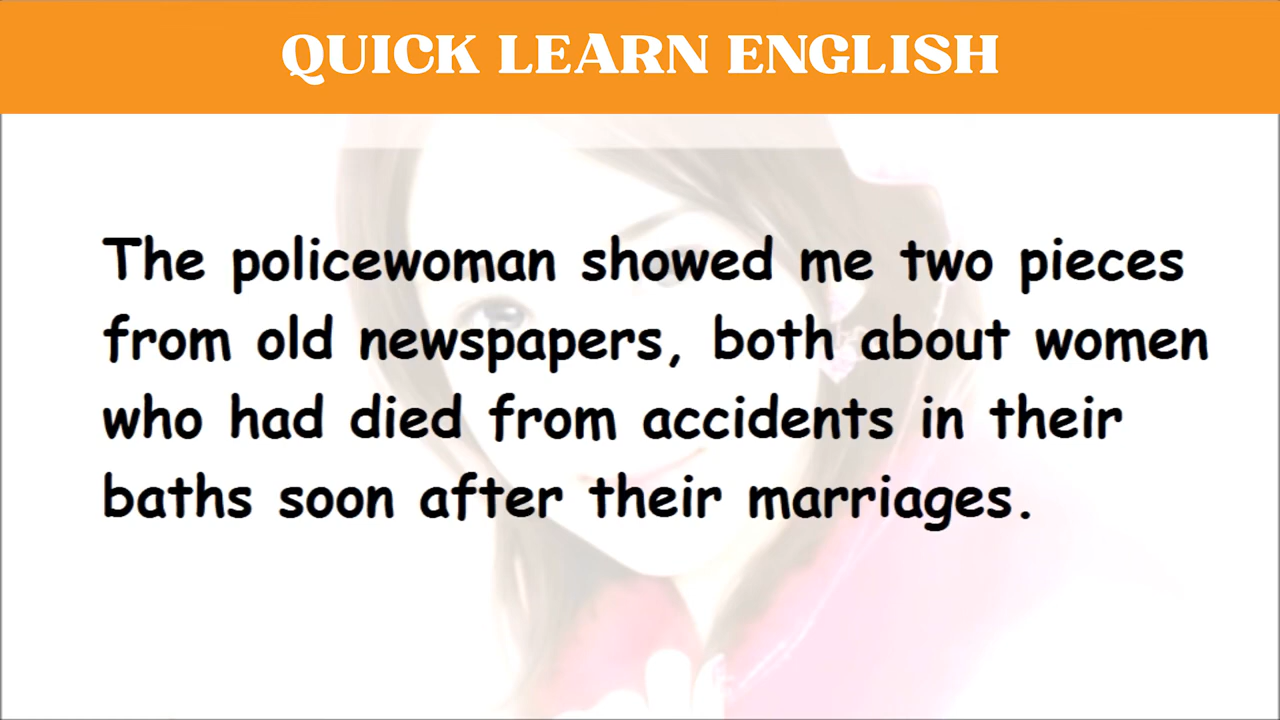 QUICK LEARN ENGLISH
The policewoman showed me two pieces
from old newspapers, both about women
who had died from accidents in their
baths soon after their marriages.